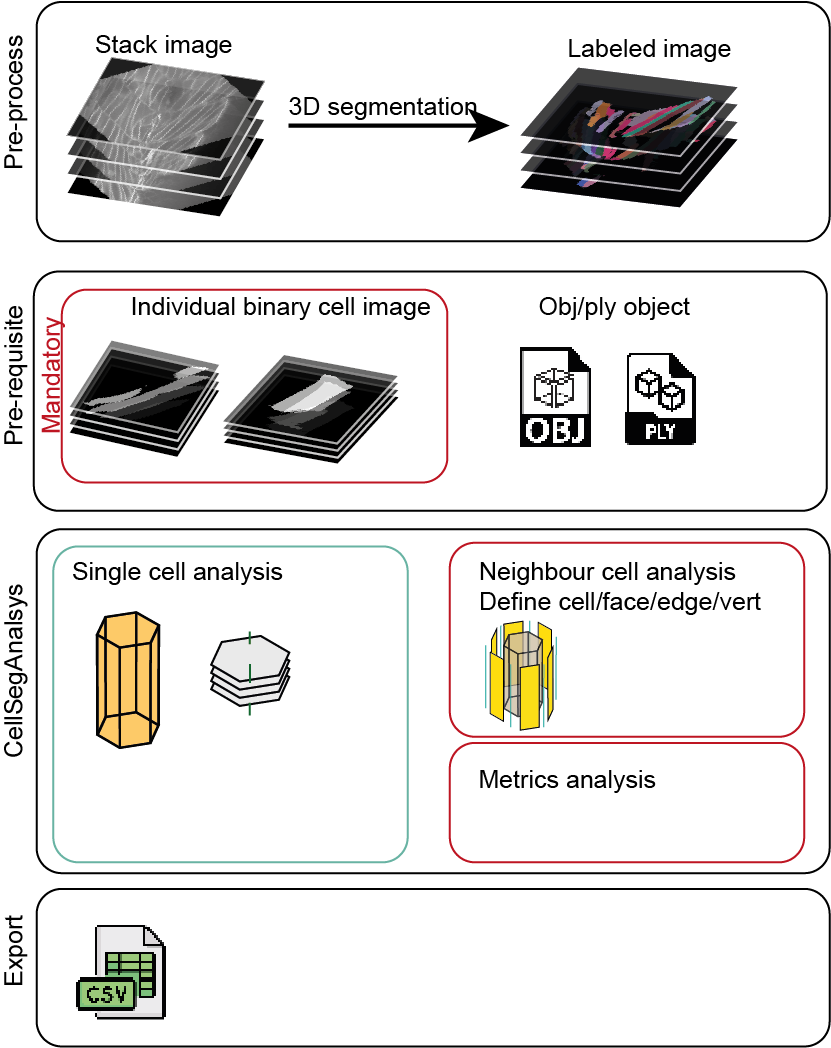 Pre-process
Stack image
3D segmentation
Labeled image
Pre-requisite
Mandatory
Individual binary cell image
Obj/ply object
OBJ
PLY
CellSegAnalsys
Single cell analysis
Neighbour cell analysis
Define cell/face/edge/vert
Metrics analysis
Export
CSV